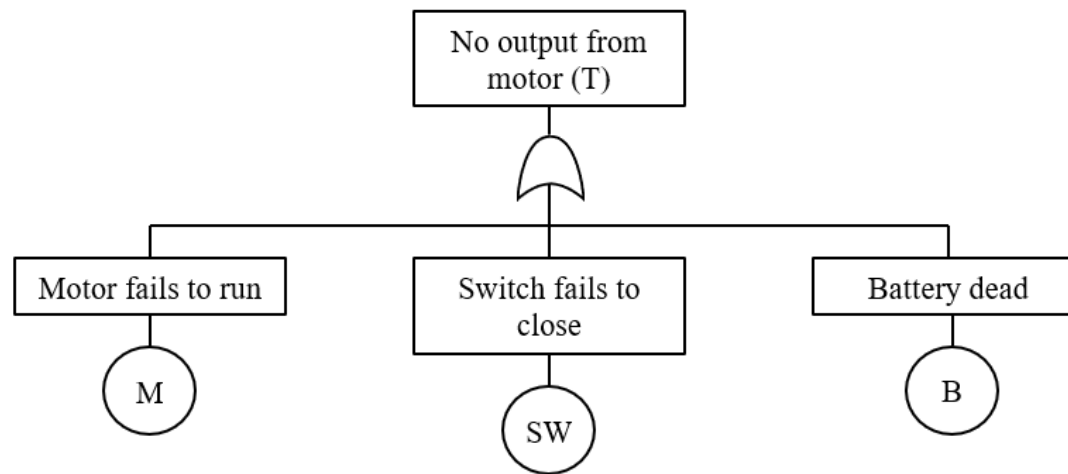 No output from
motor (T)
Motor fails to run
Switch fails to
close
Battery dead
M
SW
B